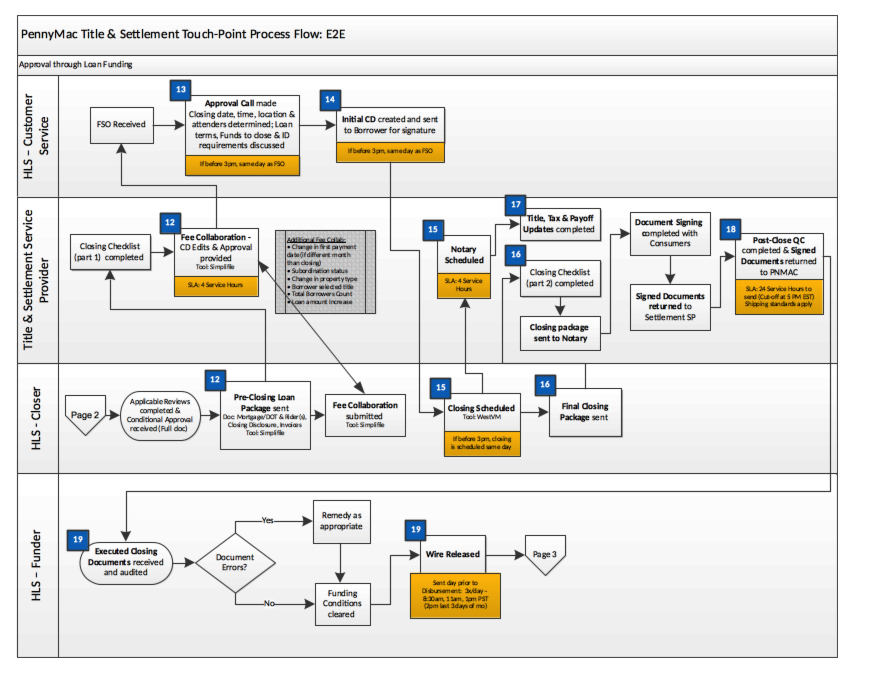 PennyMac Title & Settlement Touch-Point Process Flow: E2E
Approval through Loan Funding
HLS – Customer
Service
FSO Received
13
Approval Call made
Closing date, time, location &
attenders determined; Loan
terms, Funds to close & ID
requirements discussed
If before 3pm, same day as FSO
14
Initial CD created and sent
to Borrower for signature
If before 3pm, same day as FSO
Title & Settlement Service
Provider
Closing Checklist
(part 1) completed
12
Fee Collaboration -
CD Edits & Approval
provided
Tool: Simplifile
SLA: 4 Service Hours
Additional Fee Collab:
• Change in first payment
date (if different month
than closing)
• Subordination status
• Change in property type
• Borrower selected title
• Total Borrowers Count
• Loan amount increase
15
Notary
Scheduled
SLA: 4 Service
Hours
17
Title, Tax & Payoff
Updates completed
16
Closing Checklist
(part 2) completed
Closing package
sent to Notary
Document Signing
completed with
Consumers
Signed Documents
returned to
Settlement SP
18
Post-Close QC
completed & Signed
Documents returned
to PNMAC
SLA: 24 Service Hours to
send (Cut-off at 5 PM EST)
Shipping standards apply
HLS - Closer
Page 2
Applicable Reviews
completed &
Conditional Approval
received (Full doc)
12
Pre-Closing Loan
Package sent
Doc: Mortgage/DOT & Rider(s),
Closing Disclosure, Invoices
Tool: Simplifile
Fee Collaboration
submitted
Tool: Simplifile
15
Closing Scheduled
Tool: WestVM
If before 3pm, closing
is scheduled same day
16
Final Closing
Package sent
HLS – Funder
19
Executed Closing
Documents received
and audited
Document
Errors?
Yes
No
Remedy as
appropriate
Funding
Conditions
cleared
19
Wire Released
Sent day prior to
Disbursement: 3x/day -
8:30am, 11am, 1pm PST
(2pm last 3 days of mo)
Page 3